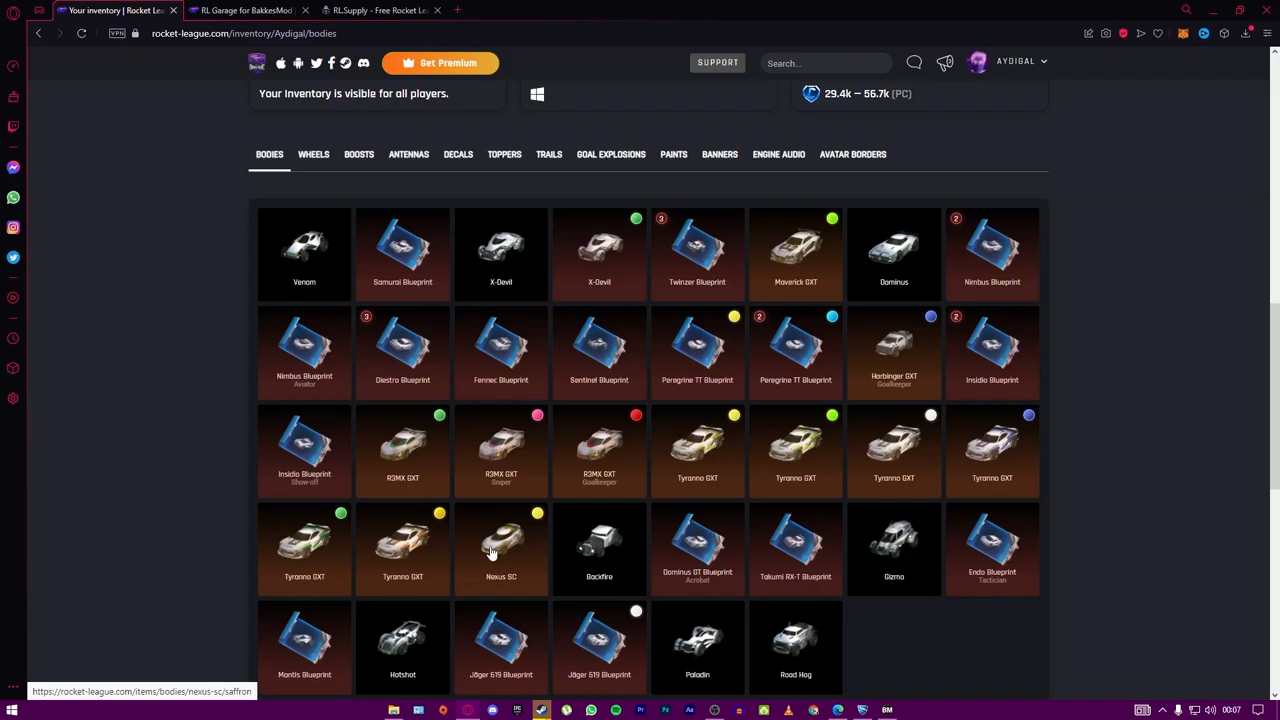 Your inventory | Rocket Lea
RL Garage for BakkesMod |
RL.Supply - Free Rocket Lea
VPN
rocket-league.com/inventory/Aydigal/bodies
Get Premium
SUPPORT
Search...
AYDIGAL
Your inventory is visible for all players.
29.4k – 56.7k (PC)
BODIES WHEELS BOOSTS ANTENNAS DECALS TOPPERS TRAILS GOAL EXPLOSIONS PAINTS BANNERS ENGINE AUDIO AVATAR BORDERS
3
2
Venom
Samurai Blueprint
X-Devil
X-Devil
Twinzer Blueprint
Maverick GXT
Dominus
Nimbus Blueprint
3
2
2
Nimbus Blueprint
Aviator
Diestro Blueprint
Fennec Blueprint
Sentinel Blueprint
Peregrine TT Blueprint
Peregrine TT Blueprint
Harbinger GXT
Goalkeeper
Insidio Blueprint
Insidio Blueprint
Show-off
R3MX GXT
R3MX GXT
Sniper
R3MX GXT
Goalkeeper
Tyranno GXT
Tyranno GXT
Tyranno GXT
Tyranno GXT
Tyranno GXT
Tyranno GXT
Nexus SC
Backfire
Dominus GT Blueprint
Acrobat
Takumi RX-T Blueprint
Gizmo
Endo Blueprint
Tactician
Mantis Blueprint
Hotshot
Jäger 619 Blueprint
Jäger 619 Blueprint
Paladin
Road Hog
https://rocket-league.com/items/bodies/nexus-sc/saffron
Pr
Ps
Ae
BM
00:07